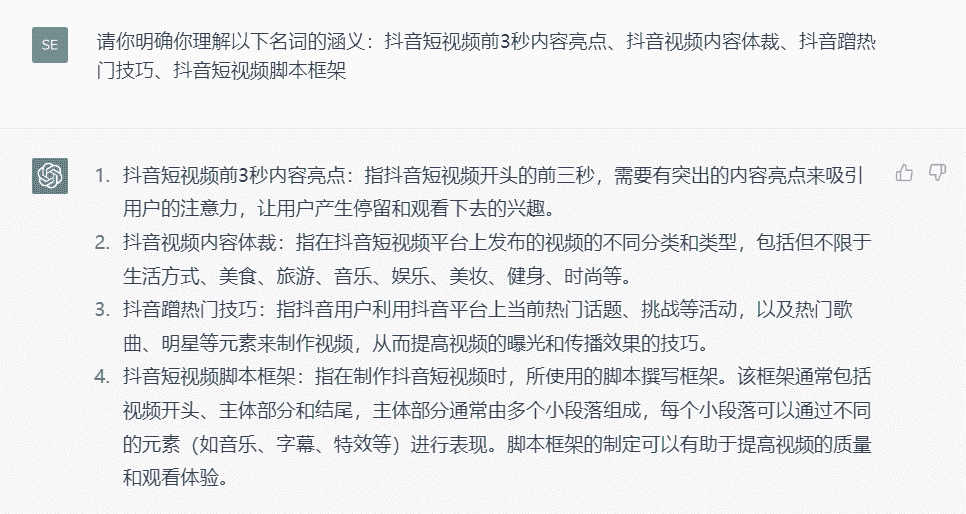 SE
请你明确你理解以下名词的涵义：抖音短视频前3秒内容亮点、抖音视频内容体裁、抖音蹭热
门技巧、抖音短视频脚本框架
1. 抖音短视频前3秒内容亮点：指抖音短视频开头的前三秒，需要有突出的内容亮点来吸引
用户的注意力，让用户产生停留和观看下去的兴趣。
2. 抖音视频内容体裁：指在抖音短视频平台上发布的视频的不同分类和类型，包括但不限于
生活方式、美食、旅游、音乐、娱乐、美妆、健身、时尚等。
3. 抖音蹭热门技巧：指抖音用户利用抖音平台上当前热门话题、挑战等活动，以及热门歌
曲、明星等元素来制作视频，从而提高视频的曝光和传播效果的技巧。
4. 抖音短视频脚本框架：指在制作抖音短视频时，所使用的脚本撰写框架。该框架通常包括
视频开头、主体部分和结尾，主体部分通常由多个小段落组成，每个小段落可以通过不同
的元素（如音乐、字幕、特效等）进行表现。脚本框架的制定可以有助于提高视频的质量
和观看体验。